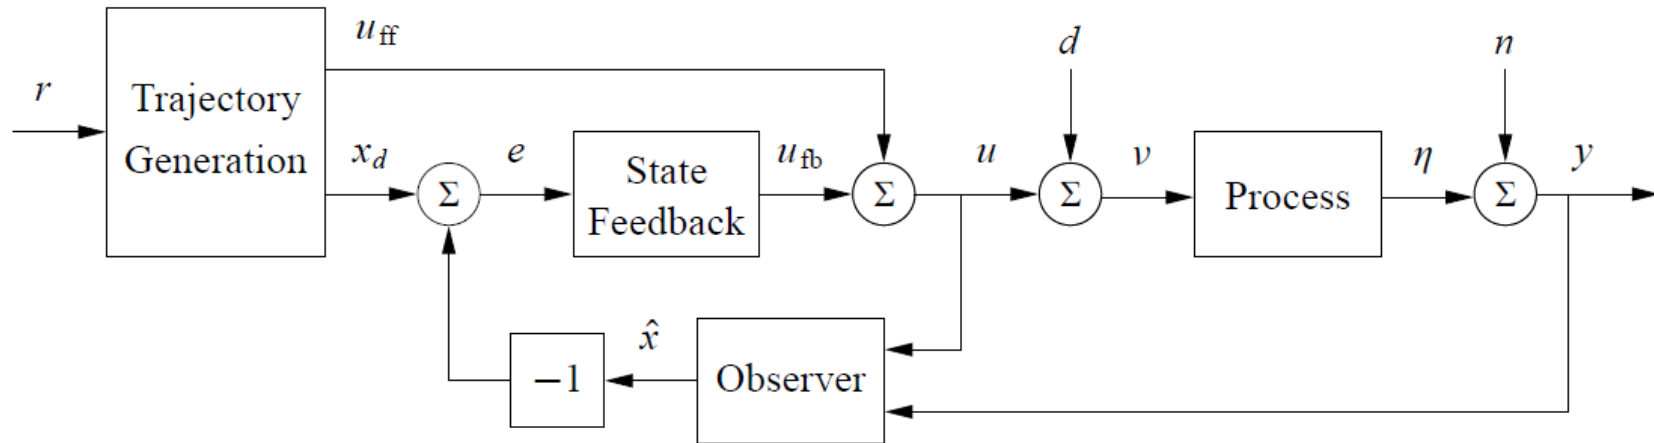 u_ff
d
n
r
Trajectory
Generation
x_d
e
State
Feedback
u_fb
u
ν
Process
η
y
Σ
Σ
Σ
Σ
x̂
−1
Observer